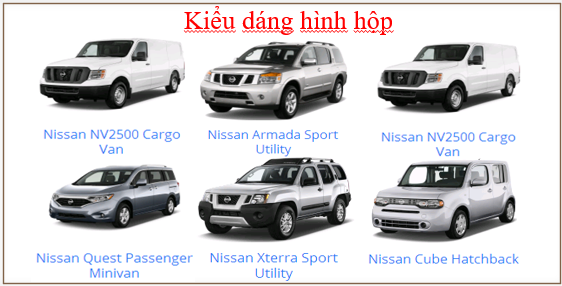 Kiểu dáng hình hộp
Nissan NV2500 Cargo
Van
Nissan Armada Sport
Utility
Nissan NV2500 Cargo
Van
Nissan Quest Passenger
Minivan
Nissan Xterra Sport
Utility
Nissan Cube Hatchback